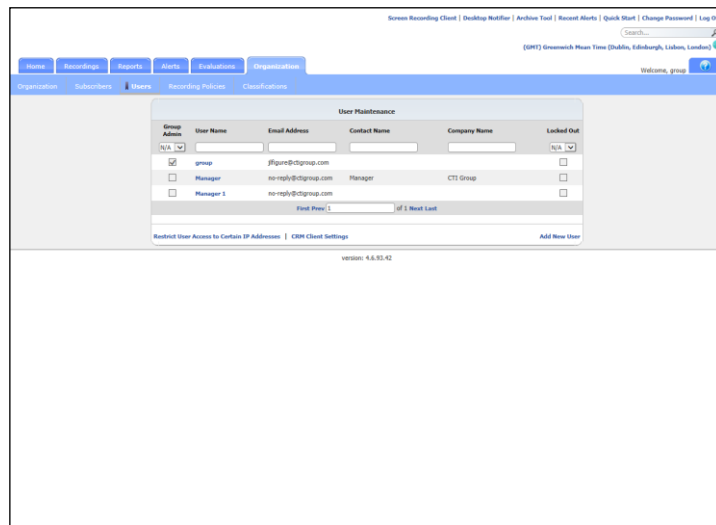 Screen Recording Client | Desktop Notifier | Archive Tool | Recent Alerts | Quick Start | Change Password | Log O
Search...
(GMT) Greenwich Mean Time (Dublin, Edinburgh, Lisbon, London)
Home Recordings Reports Alerts Evaluations Organization
Welcome, group
Organization Subscribers Users Recording Policies Classifications
User Maintenance
Group Admin User Name Email Address Contact Name Company Name Locked Out
N/A N/A
group jfigure@ctigroup.com
Manager no-reply@ctigroup.com Manager CTI Group
Manager 1 no-reply@ctigroup.com
First Prev 1 of 1 Next Last
Restrict User Access to Certain IP Addresses | CRM Client Settings Add New User
version: 4.6.93.42